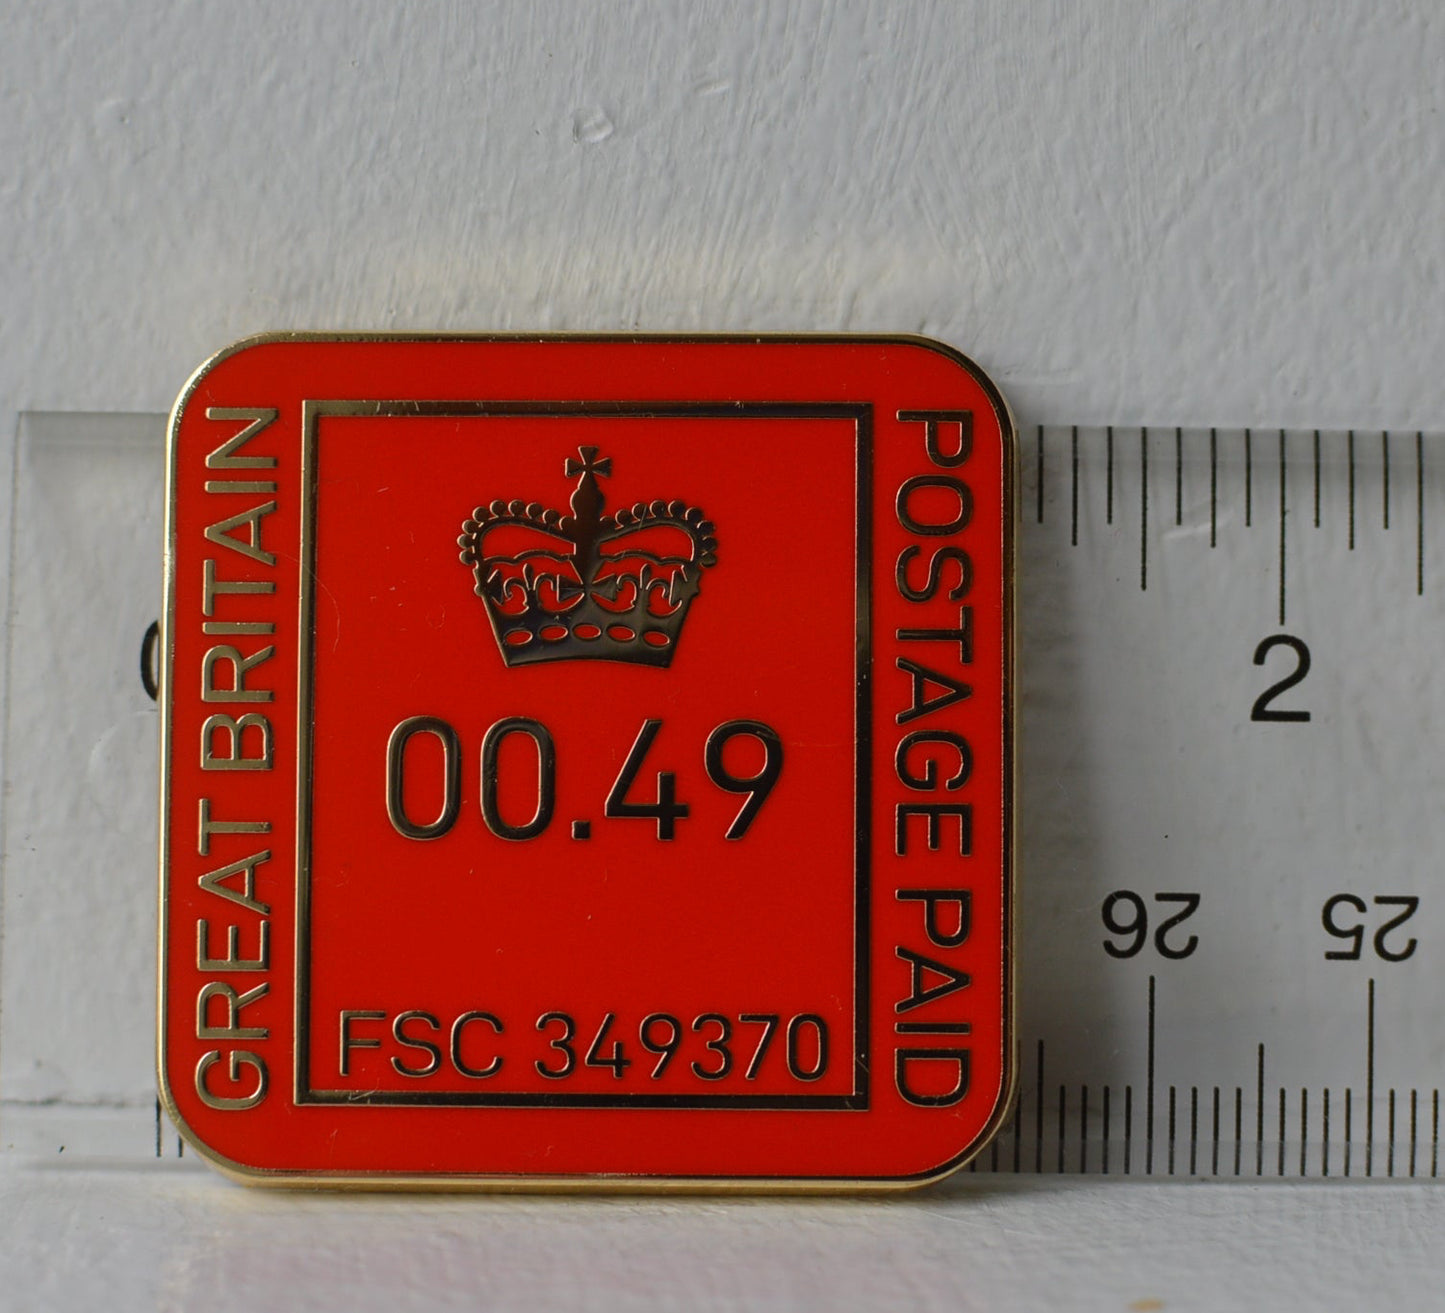 GREAT BRITAIN
00.49
FSC 349370
POSTAGE PAID
2
26
25